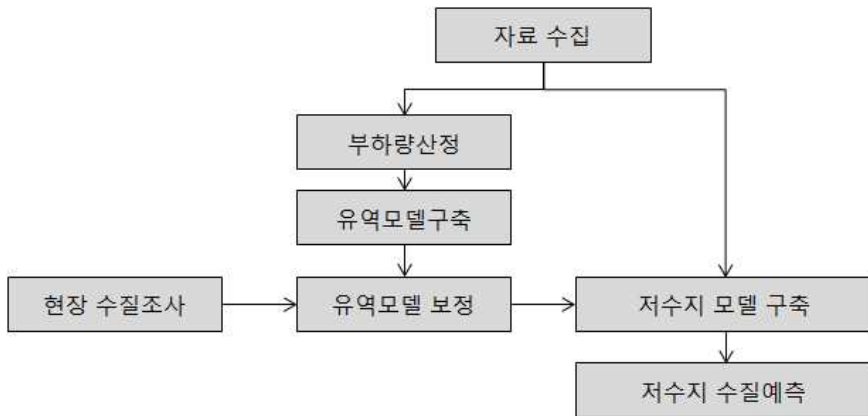 자료 수집
부하량산정
유역모델구축
현장 수질조사
유역모델 보정
저수지 모델 구축
저수지 수질예측